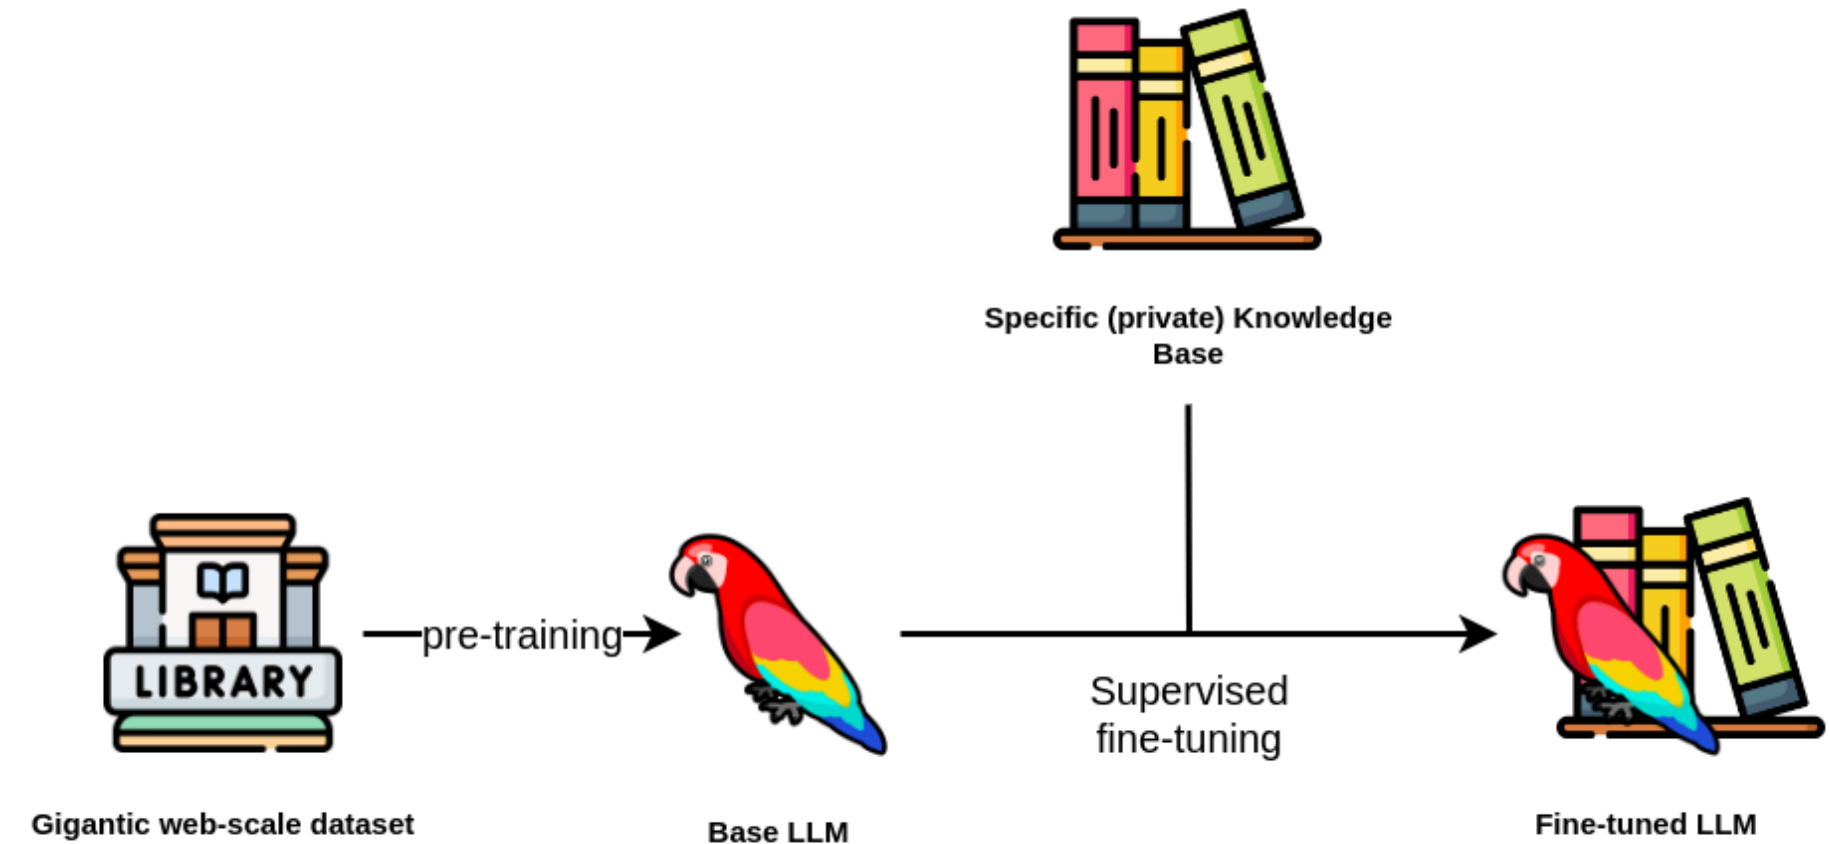 Specific (private) Knowledge
Base
LIBRARY
pre-training
Supervised
fine-tuning
Gigantic web-scale dataset
Base LLM
Fine-tuned LLM